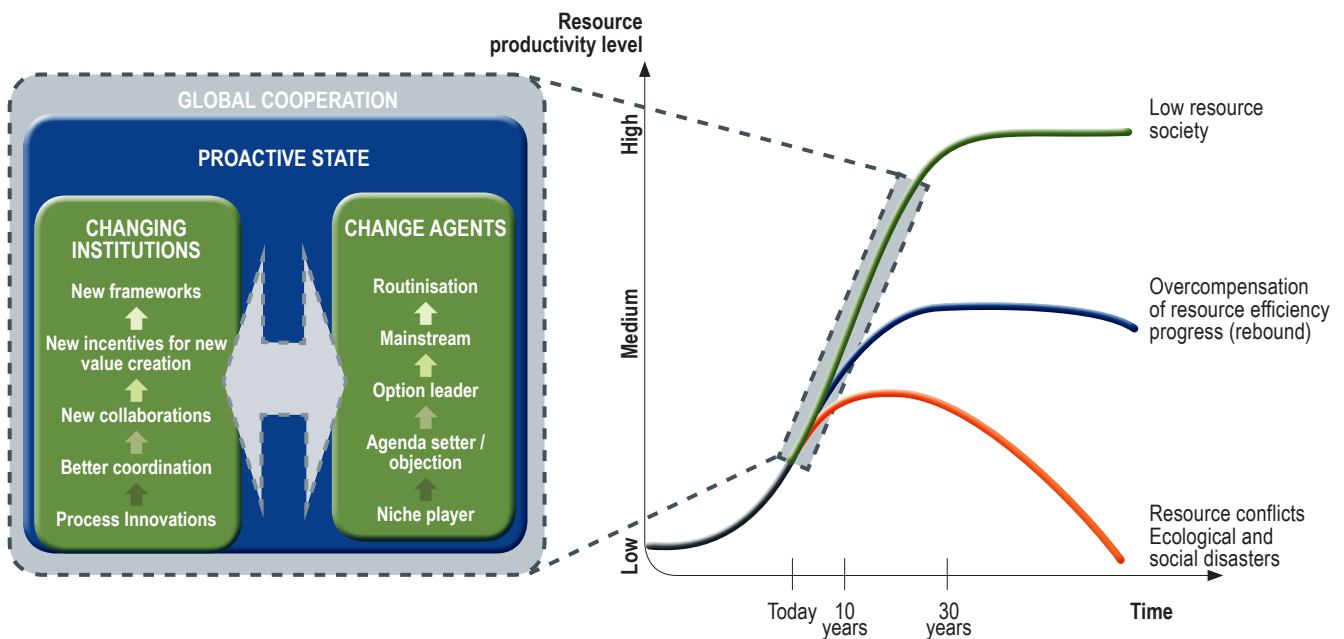 GLOBAL COOPERATION
PROACTIVE STATE
CHANGING
INSTITUTIONS
New frameworks
New incentives for new
value creation
New collaborations
Better coordination
Process Innovations
CHANGE AGENTS
Routinisation
Mainstream
Option leader
Agenda setter /
objection
Niche player
Resource
productivity level
High
Medium
Low
Low resource
society
Overcompensation
of resource efficiency
progress (rebound)
Resource conflicts
Ecological and
social disasters
Today
10
years
30
years
Time